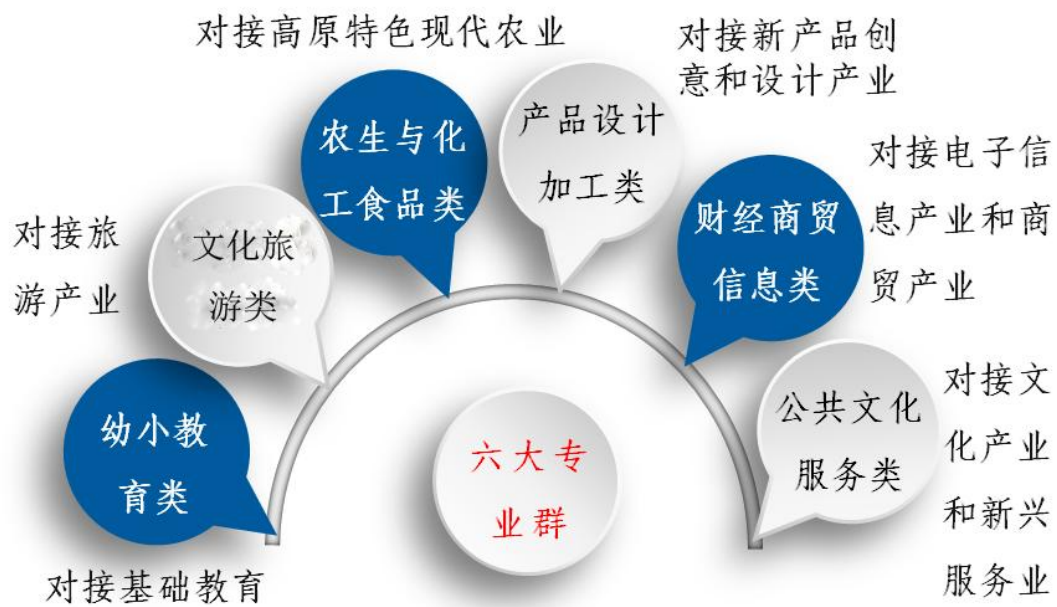 对接高原特色现代农业
对接新产品创
意和设计产业
农生与化
工食品类
产品设计
加工类
对接电子信
息产业和商
贸产业
财经商贸
信息类
对接旅
游产业
文化旅
游类
幼小教
育类
对接基础教育
六大专
业群
公共文化
服务类
对接文
化产业
和新兴
服务业